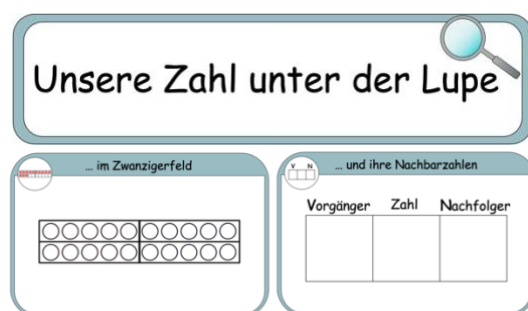 Unsere Zahl unter der Lupe
... im Zwanzigerfeld
V N
... und ihre Nachbarzahlen
Vorgänger Zahl Nachfolger